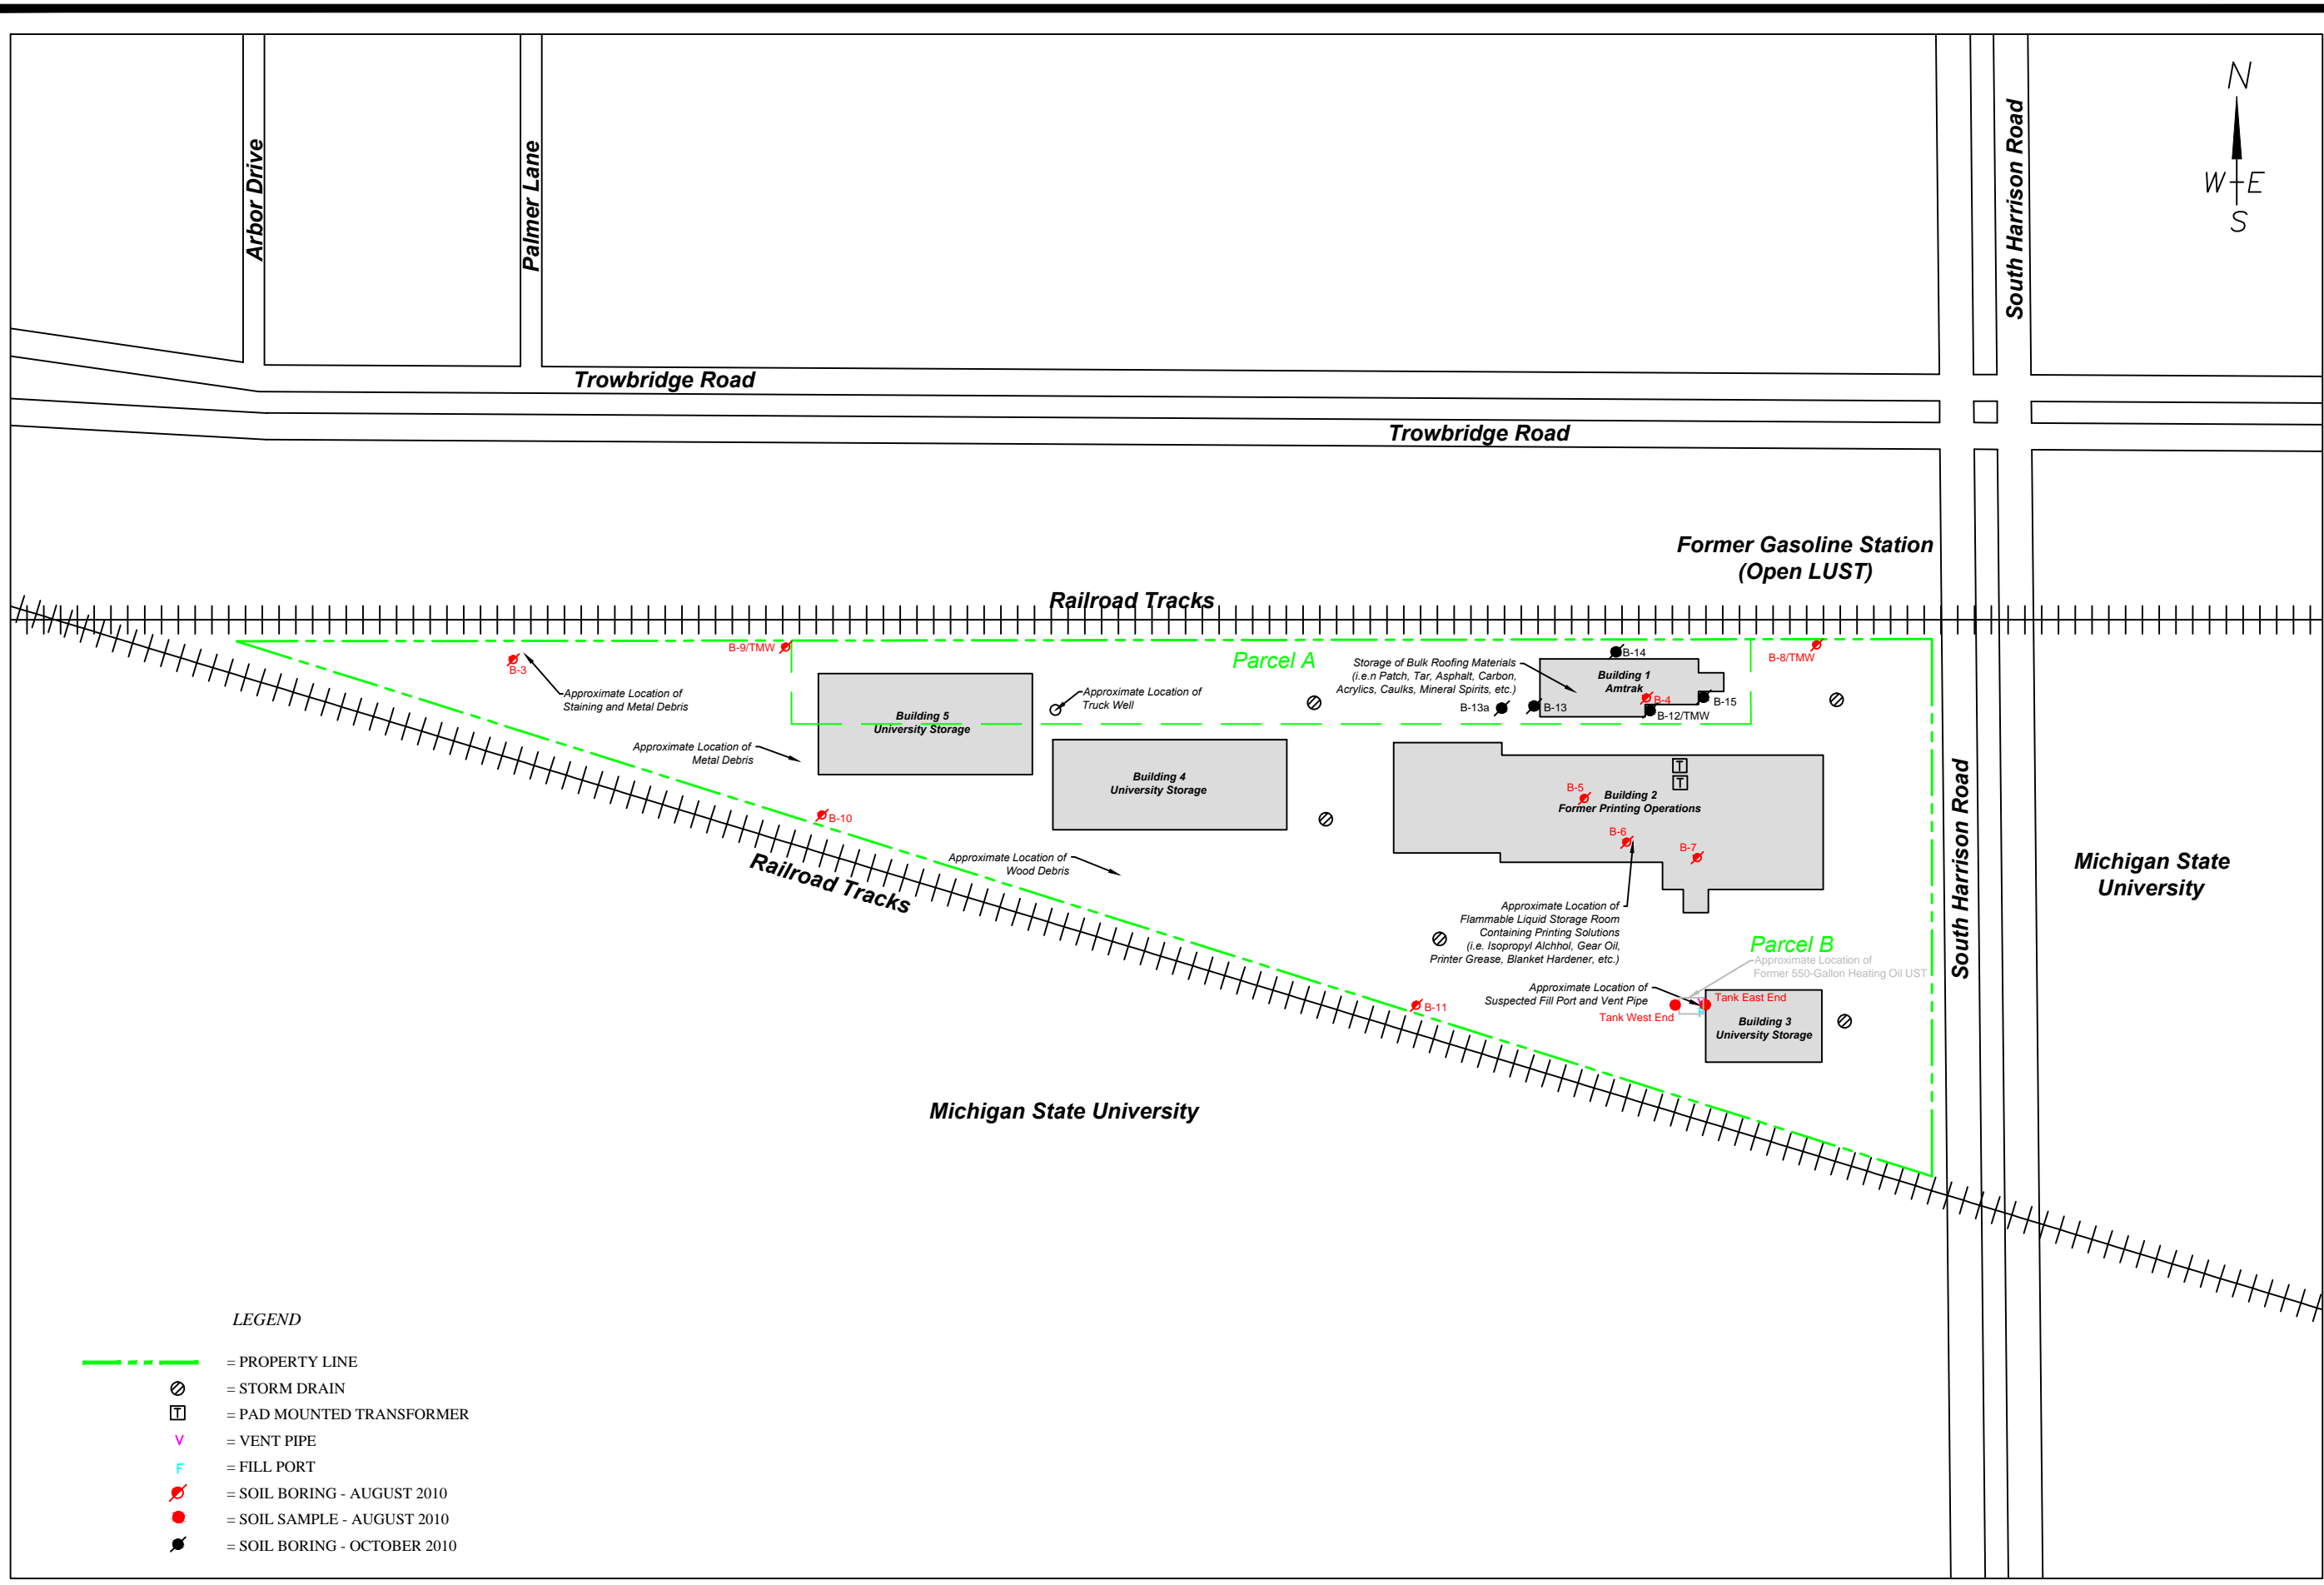 N
W E
S
Arbor Drive
Palmer Lane
South Harrison Road
Trowbridge Road
Trowbridge Road
Former Gasoline Station
(Open LUST)
Railroad Tracks
B-9/TMW
B-3
Approximate Location of
Staining and Metal Debris
Parcel A
Approximate Location of
Truck Well
Storage of Bulk Roofing Materials
(i.e.n Patch, Tar, Asphalt, Carbon,
Acrylics, Caulks, Mineral Spirits, etc.)
B-14
Building 1
Amtrak
B-4
B-15
B-13a
B-13
B-12/TMW
B-8/TMW
Building 5
University Storage
Approximate Location of
Metal Debris
Building 4
University Storage
T
T
B-5
Building 2
Former Printing Operations
B-6
B-7
B-10
Approximate Location of
Wood Debris
Railroad Tracks
South Harrison Road
Michigan State
University
Approximate Location of
Flammable Liquid Storage Room
Containing Printing Solutions
(i.e. Isopropyl Alchhol, Gear Oil,
Printer Grease, Blanket Hardener, etc.)
Parcel B
Approximate Location of
Former 550-Gallon Heating Oil UST
Approximate Location of
Suspected Fill Port and Vent Pipe
V
F
Tank East End
Tank West End
B-11
Building 3
University Storage
Michigan State University
LEGEND
= PROPERTY LINE
= STORM DRAIN
T = PAD MOUNTED TRANSFORMER
V = VENT PIPE
F = FILL PORT
= SOIL BORING - AUGUST 2010
= SOIL SAMPLE - AUGUST 2010
= SOIL BORING - OCTOBER 2010